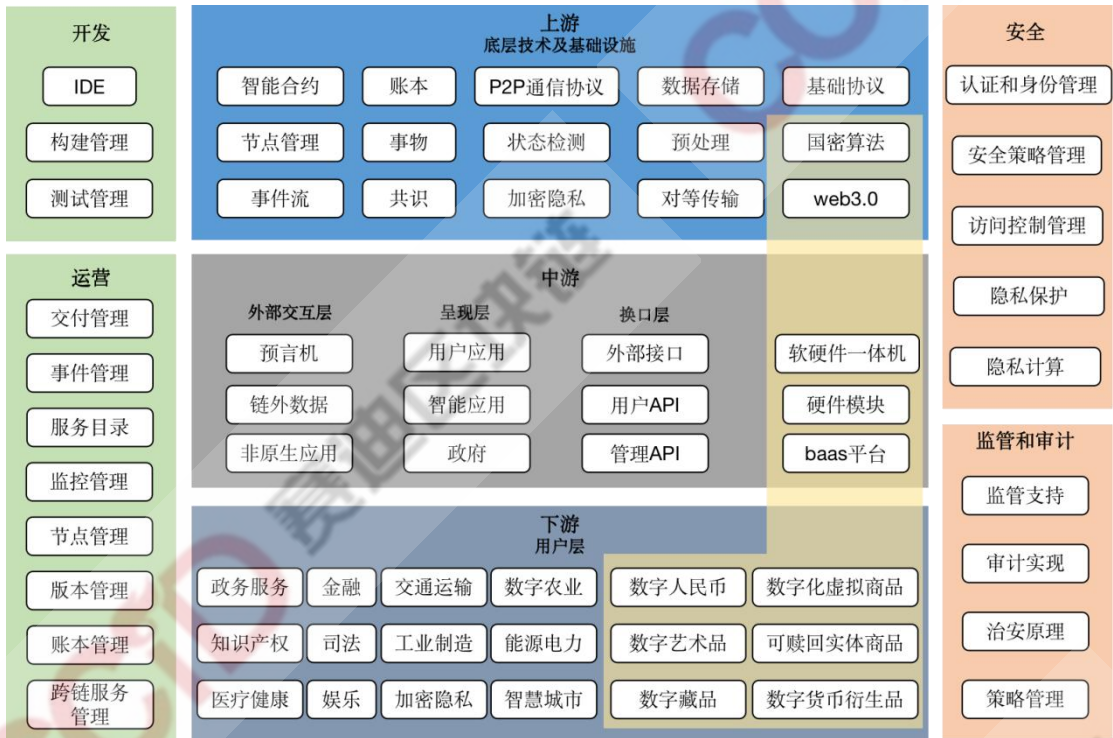 开发
IDE
构建管理
测试管理
运营
交付管理
事件管理
服务目录
监控管理
节点管理
版本管理
账本管理
跨链服务
管理
上游
底层技术及基础设施
智能合约 账本 P2P通信协议 数据存储 基础协议
节点管理 事物 状态检测 预处理 国密算法
事件流 共识 加密隐私 对等传输 web3.0
中游
外部交互层 呈现层 换口层
预言机 用户应用 外部接口 软硬件一体机
链外数据 智能应用 用户API 硬件模块
非原生应用 政府 管理API baas平台
下游
用户层
政务服务 金融 交通运输 数字农业 数字人民币 数字化虚拟商品
知识产权 司法 工业制造 能源电力 数字艺术品 可赎回实体商品
医疗健康 娱乐 加密隐私 智慧城市 数字藏品 数字货币衍生品
安全
认证和身份管理
安全策略管理
访问控制管理
隐私保护
隐私计算
监管和审计
监管支持
审计实现
治安原理
策略管理
赛迪区块链
CCiD